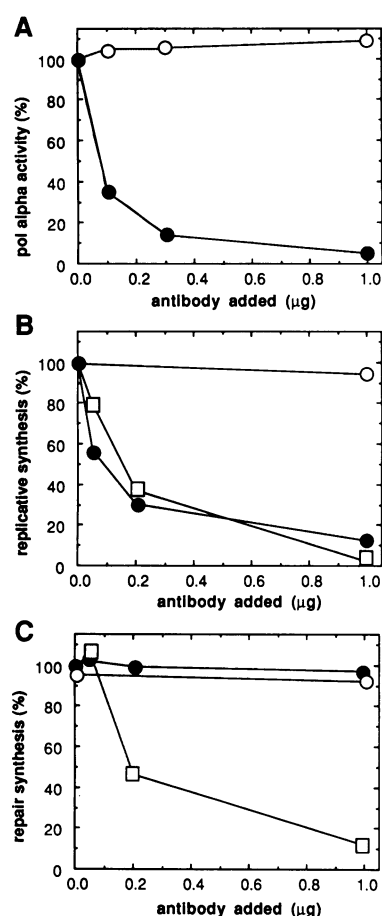 A
pol alpha activity (%)
100
80
60
40
20
0
0.0 0.2 0.4 0.6 0.8 1.0
antibody added (µg)
B
replicative synthesis (%)
100
80
60
40
20
0
0.0 0.2 0.4 0.6 0.8 1.0
antibody added (µg)
C
repair synthesis (%)
100
80
60
40
20
0
0.0 0.2 0.4 0.6 0.8 1.0
antibody added (µg)